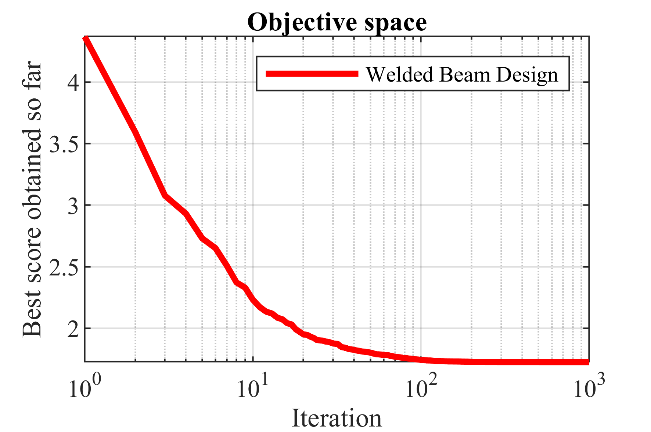 Objective space
Welded Beam Design
Best score obtained so far
4
3.5
3
2.5
2
10^0 10^1 10^2 10^3
Iteration